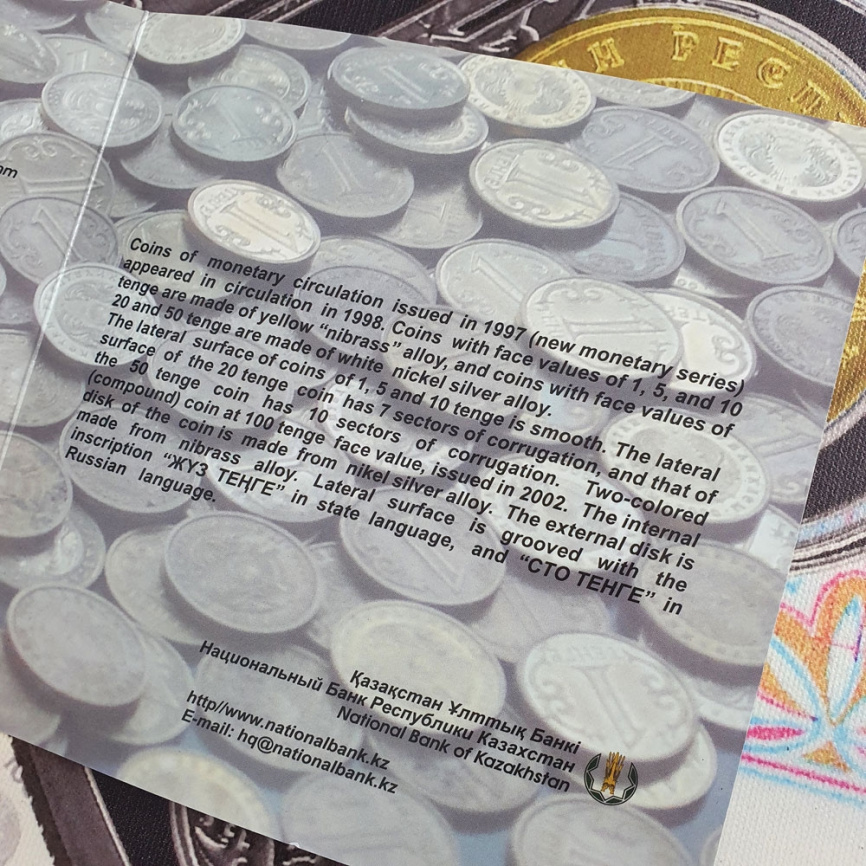 И РЕСП
om
Coins of monetary circulation issued in 1997 (new monetary series)
appeared in circulation in 1998. Coins with face values of 1, 5, and 10
tenge are made of yellow “nibrass” alloy, and coins with face values of
20 and 50 tenge are made of white nickel silver alloy.
The lateral surface of coins of 1, 5 and 10 tenge is smooth. The lateral
surface of the 20 tenge coin has 7 sectors of corrugation, and that of
the 50 tenge coin has 10 sectors of corrugation. Two-colored
(compound) coin at 100 tenge face value, issued in 2002. The internal
disk of the coin is made from nikel silver alloy. The external disk is
made from nibrass alloy. Lateral surface is grooved with the
inscription “ЖҮЗ ТЕҢГЕ” in state language, and “СТО ТЕНГЕ” in
Russian language.
Қазақстан Ұлттық Банкі
Национальный Банк Республики Казахстан
National Bank of Kazakhstan
http//www.nationalbank.kz
E-mail: hq@nationalbank.kz